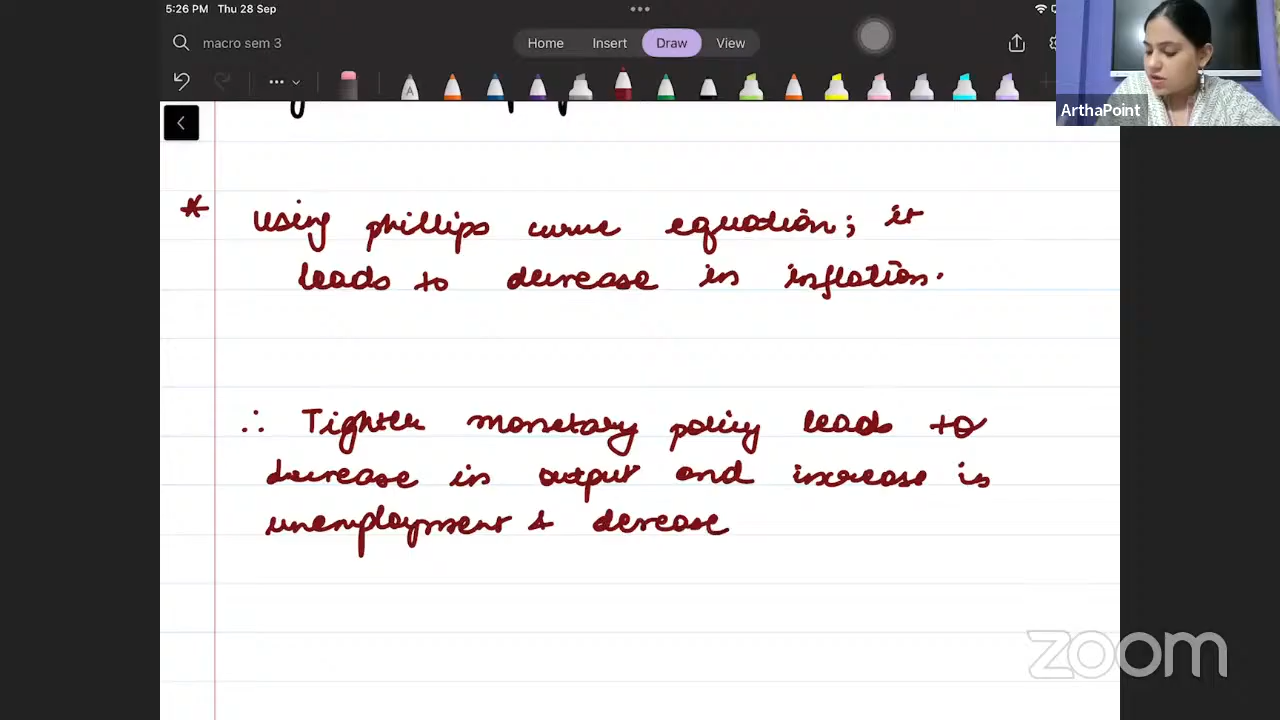 5:26 PM Thu 28 Sep
macro sem 3
Home Insert Draw View
A
ArthaPoint
* Using phillips curve equation; it
leads to decrease in inflation.
∴ Tighter monetary policy leads to
decrease in output and increase in
unemployment & decrease
zoom